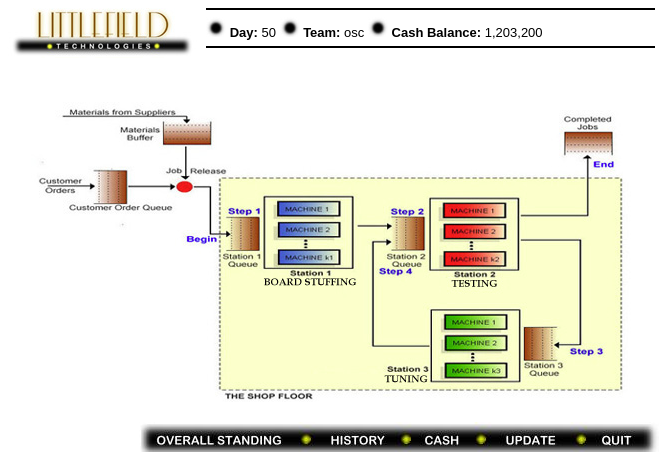 LITTLEFIELD
TECHNOLOGIES
Day: 50 Team: osc Cash Balance: 1,203,200
Materials from Suppliers
Materials
Buffer
Completed
Jobs
Job Release
End
Customer
Orders
Customer Order Queue
Step 1
Begin
Station 1
Queue
MACHINE 1
MACHINE 2
MACHINE k1
Station 1
BOARD STUFFING
Step 2
Station 2
Queue
Step 4
MACHINE 1
MACHINE 2
MACHINE k2
Station 2
TESTING
MACHINE 1
MACHINE 2
MACHINE k3
Station 3
TUNING
Step 3
Station 3
Queue
THE SHOP FLOOR
OVERALL STANDING HISTORY CASH UPDATE QUIT